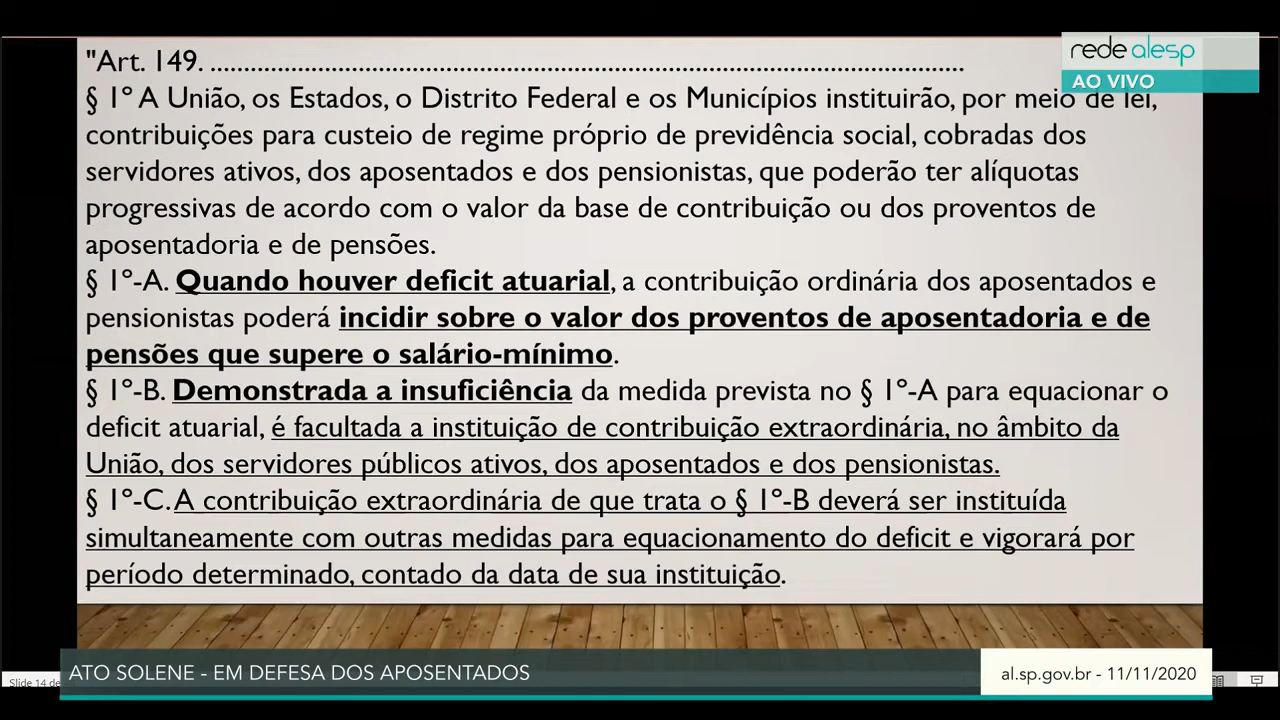 "Art. 149. ..................................................................................................................
rede alesp
AO VIVO
§ 1º A União, os Estados, o Distrito Federal e os Municípios instituirão, por meio de lei,
contribuições para custeio de regime próprio de previdência social, cobradas dos
servidores ativos, dos aposentados e dos pensionistas, que poderão ter alíquotas
progressivas de acordo com o valor da base de contribuição ou dos proventos de
aposentadoria e de pensões.
§ 1º-A. Quando houver deficit atuarial, a contribuição ordinária dos aposentados e
pensionistas poderá incidir sobre o valor dos proventos de aposentadoria e de
pensões que supere o salário-mínimo.
§ 1º-B. Demonstrada a insuficiência da medida prevista no § 1º-A para equacionar o
deficit atuarial, é facultada a instituição de contribuição extraordinária, no âmbito da
União, dos servidores públicos ativos, dos aposentados e dos pensionistas.
§ 1º-C. A contribuição extraordinária de que trata o § 1º-B deverá ser instituída
simultaneamente com outras medidas para equacionamento do deficit e vigorará por
período determinado, contado da data de sua instituição.
ATO SOLENE - EM DEFESA DOS APOSENTADOS
al.sp.gov.br - 11/11/2020
Slide 14 de